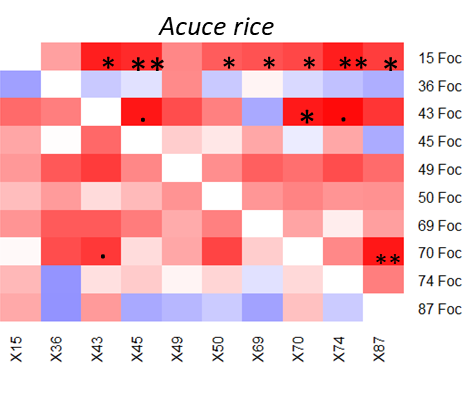 Acuce rice
* ** * * * ** * 15 Foc
36 Foc
. * . 43 Foc
45 Foc
49 Foc
50 Foc
69 Foc
. ** 70 Foc
74 Foc
87 Foc
X15 X36 X43 X45 X49 X50 X69 X70 X74 X87